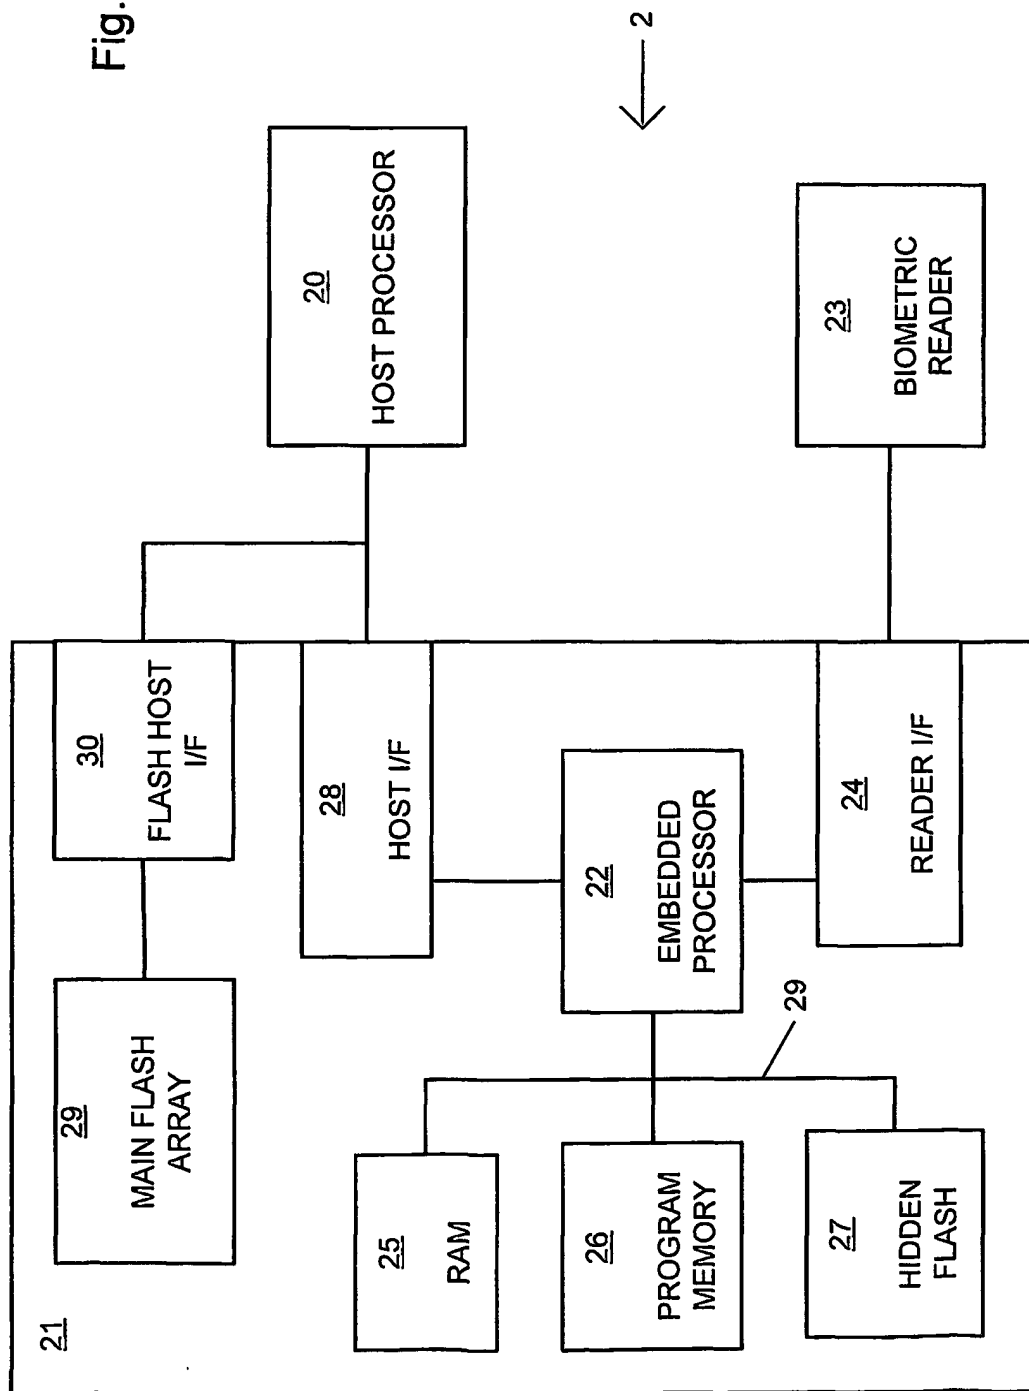 Fig.
2
20
HOST PROCESSOR
23
BIOMETRIC
READER
30
FLASH HOST
I/F
28
HOST I/F
24
READER I/F
22
EMBEDDED
PROCESSOR
29
29
MAIN FLASH
ARRAY
25
RAM
26
PROGRAM
MEMORY
27
HIDDEN
FLASH
21